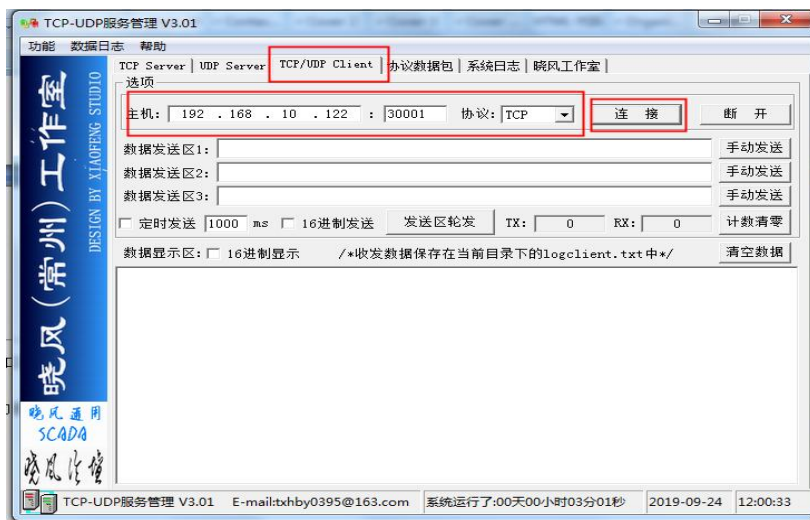 TCP-UDP服务管理 V3.01
功能 数据日志 帮助
TCP Server UDP Server TCP/UDP Client 协议数据包 系统日志 晓风工作室
选项
主机: 192 . 168 . 10 . 122 : 30001 协议: TCP 连 接 断 开
数据发送区1: 手动发送
数据发送区2: 手动发送
数据发送区3: 手动发送
定时发送 1000 ms 16进制发送 发送区轮发 TX: 0 RX: 0 计数清零
数据显示区: 16进制显示 /*收发数据保存在当前目录下的logclient.txt中*/ 清空数据
晓风(常州)工作室
DESIGN BY XIAOFENG STUDIO
晓风通用
SCADA
TCP-UDP服务管理 V3.01 E-mail:txhby0395@163.com 系统运行了:00天00小时03分01秒 2019-09-24 12:00:33